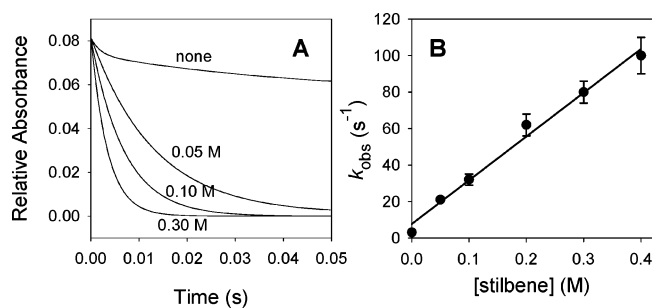 A
Relative Absorbance
0.08
0.06
0.04
0.02
0.00
none
0.05 M
0.10 M
0.30 M
0.00 0.01 0.02 0.03 0.04 0.05
Time (s)
B
kobs (s⁻¹)
120
100
80
60
40
20
0
0.0 0.1 0.2 0.3 0.4
[stilbene] (M)